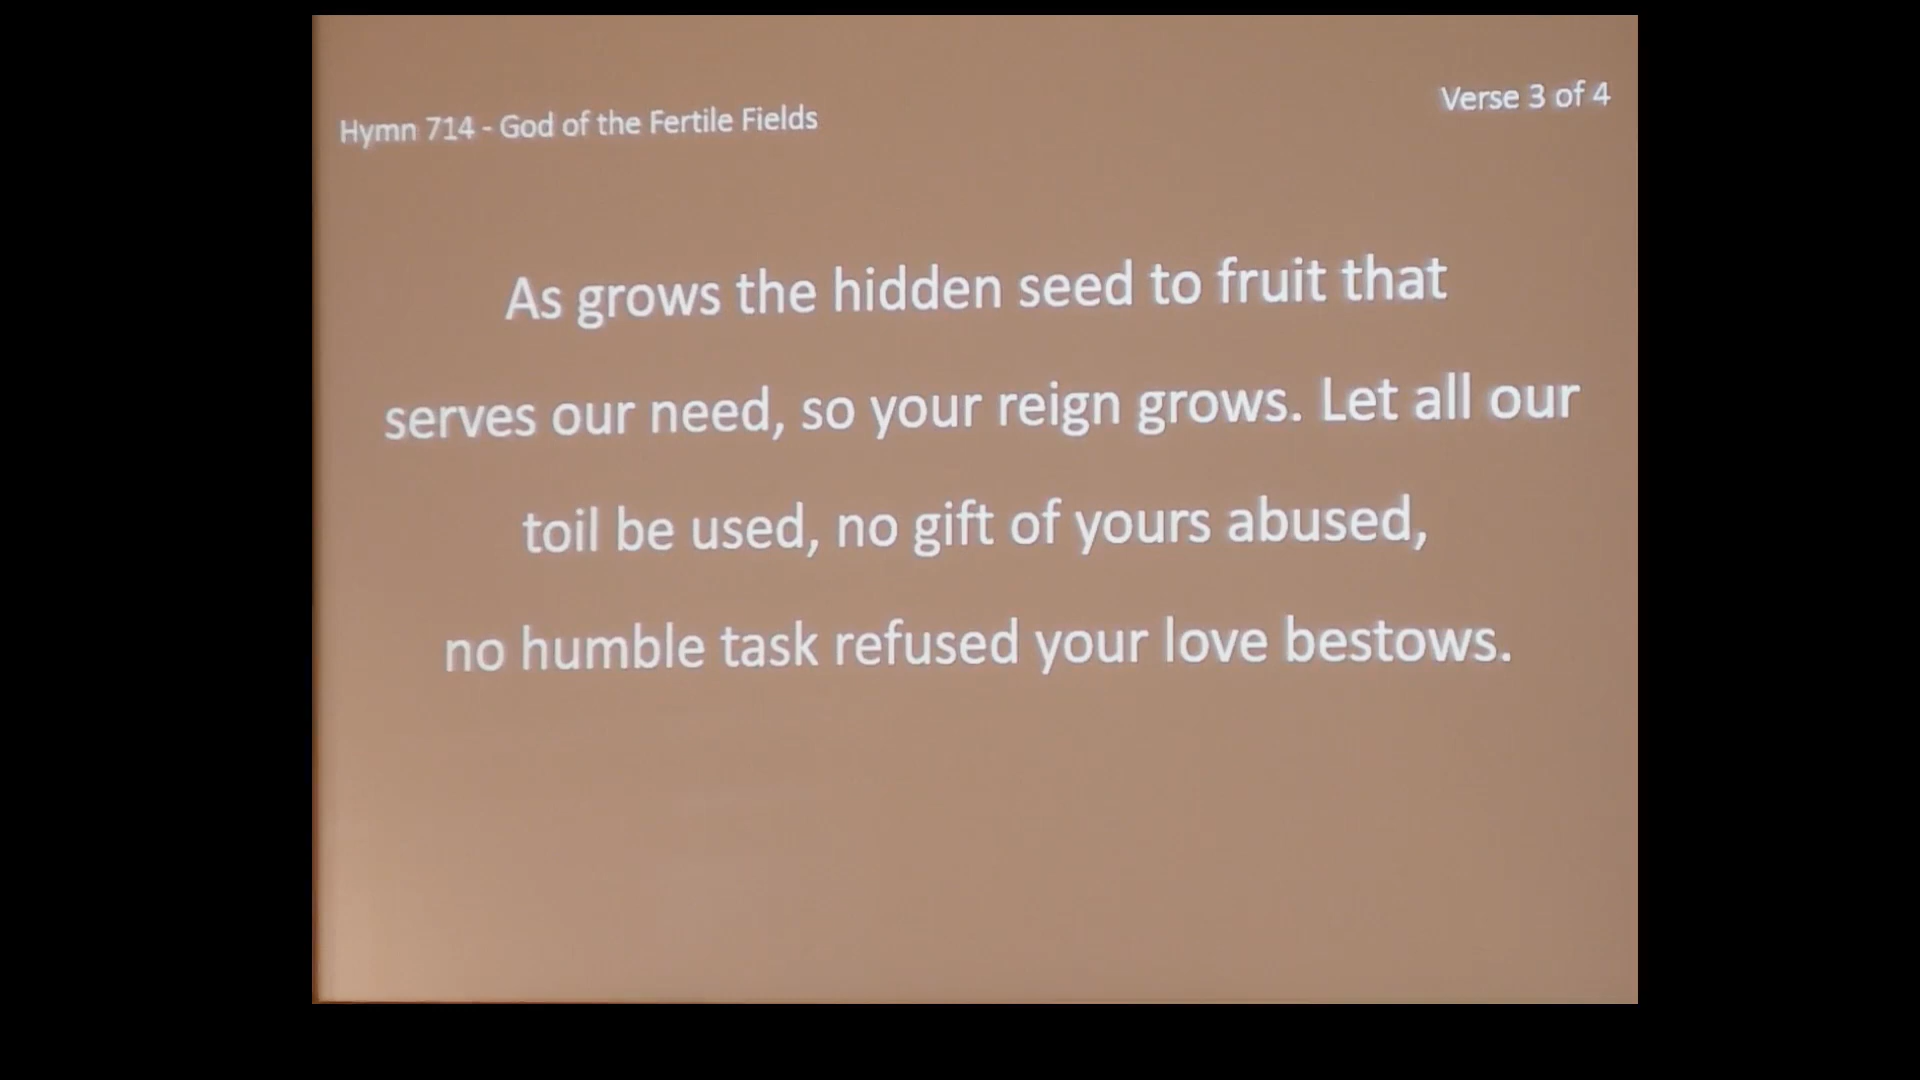 Hymn 714 - God of the Fertile Fields
Verse 3 of 4
As grows the hidden seed to fruit that
serves our need, so your reign grows. Let all our
toil be used, no gift of yours abused,
no humble task refused your love bestows.